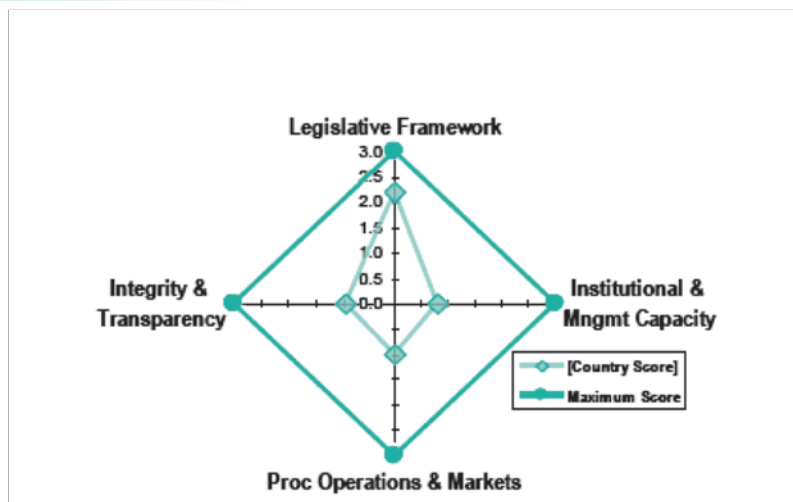 Legislative Framework
3.0
2.5
2.0
1.5
1.0
0.5
0.0
Integrity &
Transparency
Institutional &
Mngmt Capacity
[Country Score]
Maximum Score
Proc Operations & Markets